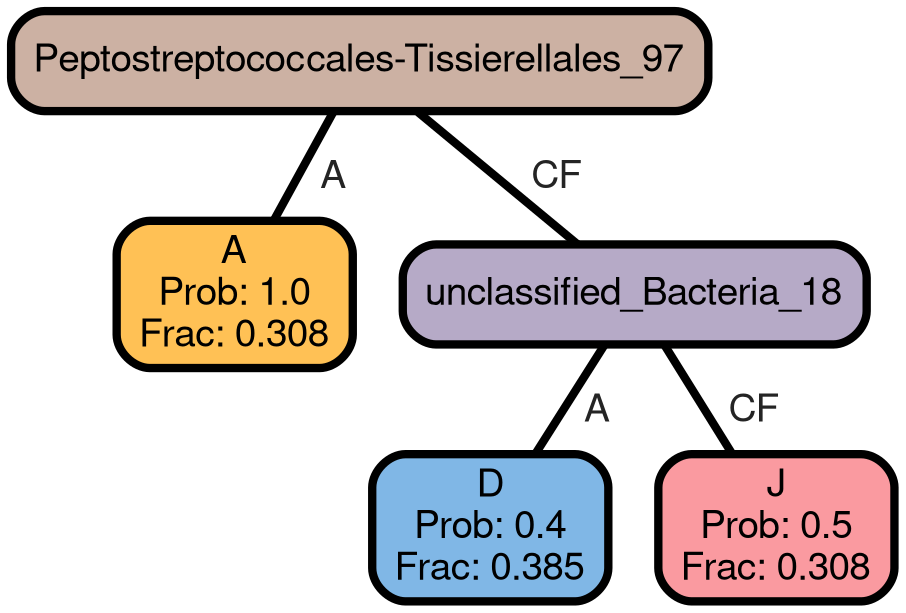 Peptostreptococcales-Tissierellales_97
A
CF
A
Prob: 1.0
Frac: 0.308
unclassified_Bacteria_18
A
CF
D
Prob: 0.4
Frac: 0.385
J
Prob: 0.5
Frac: 0.308